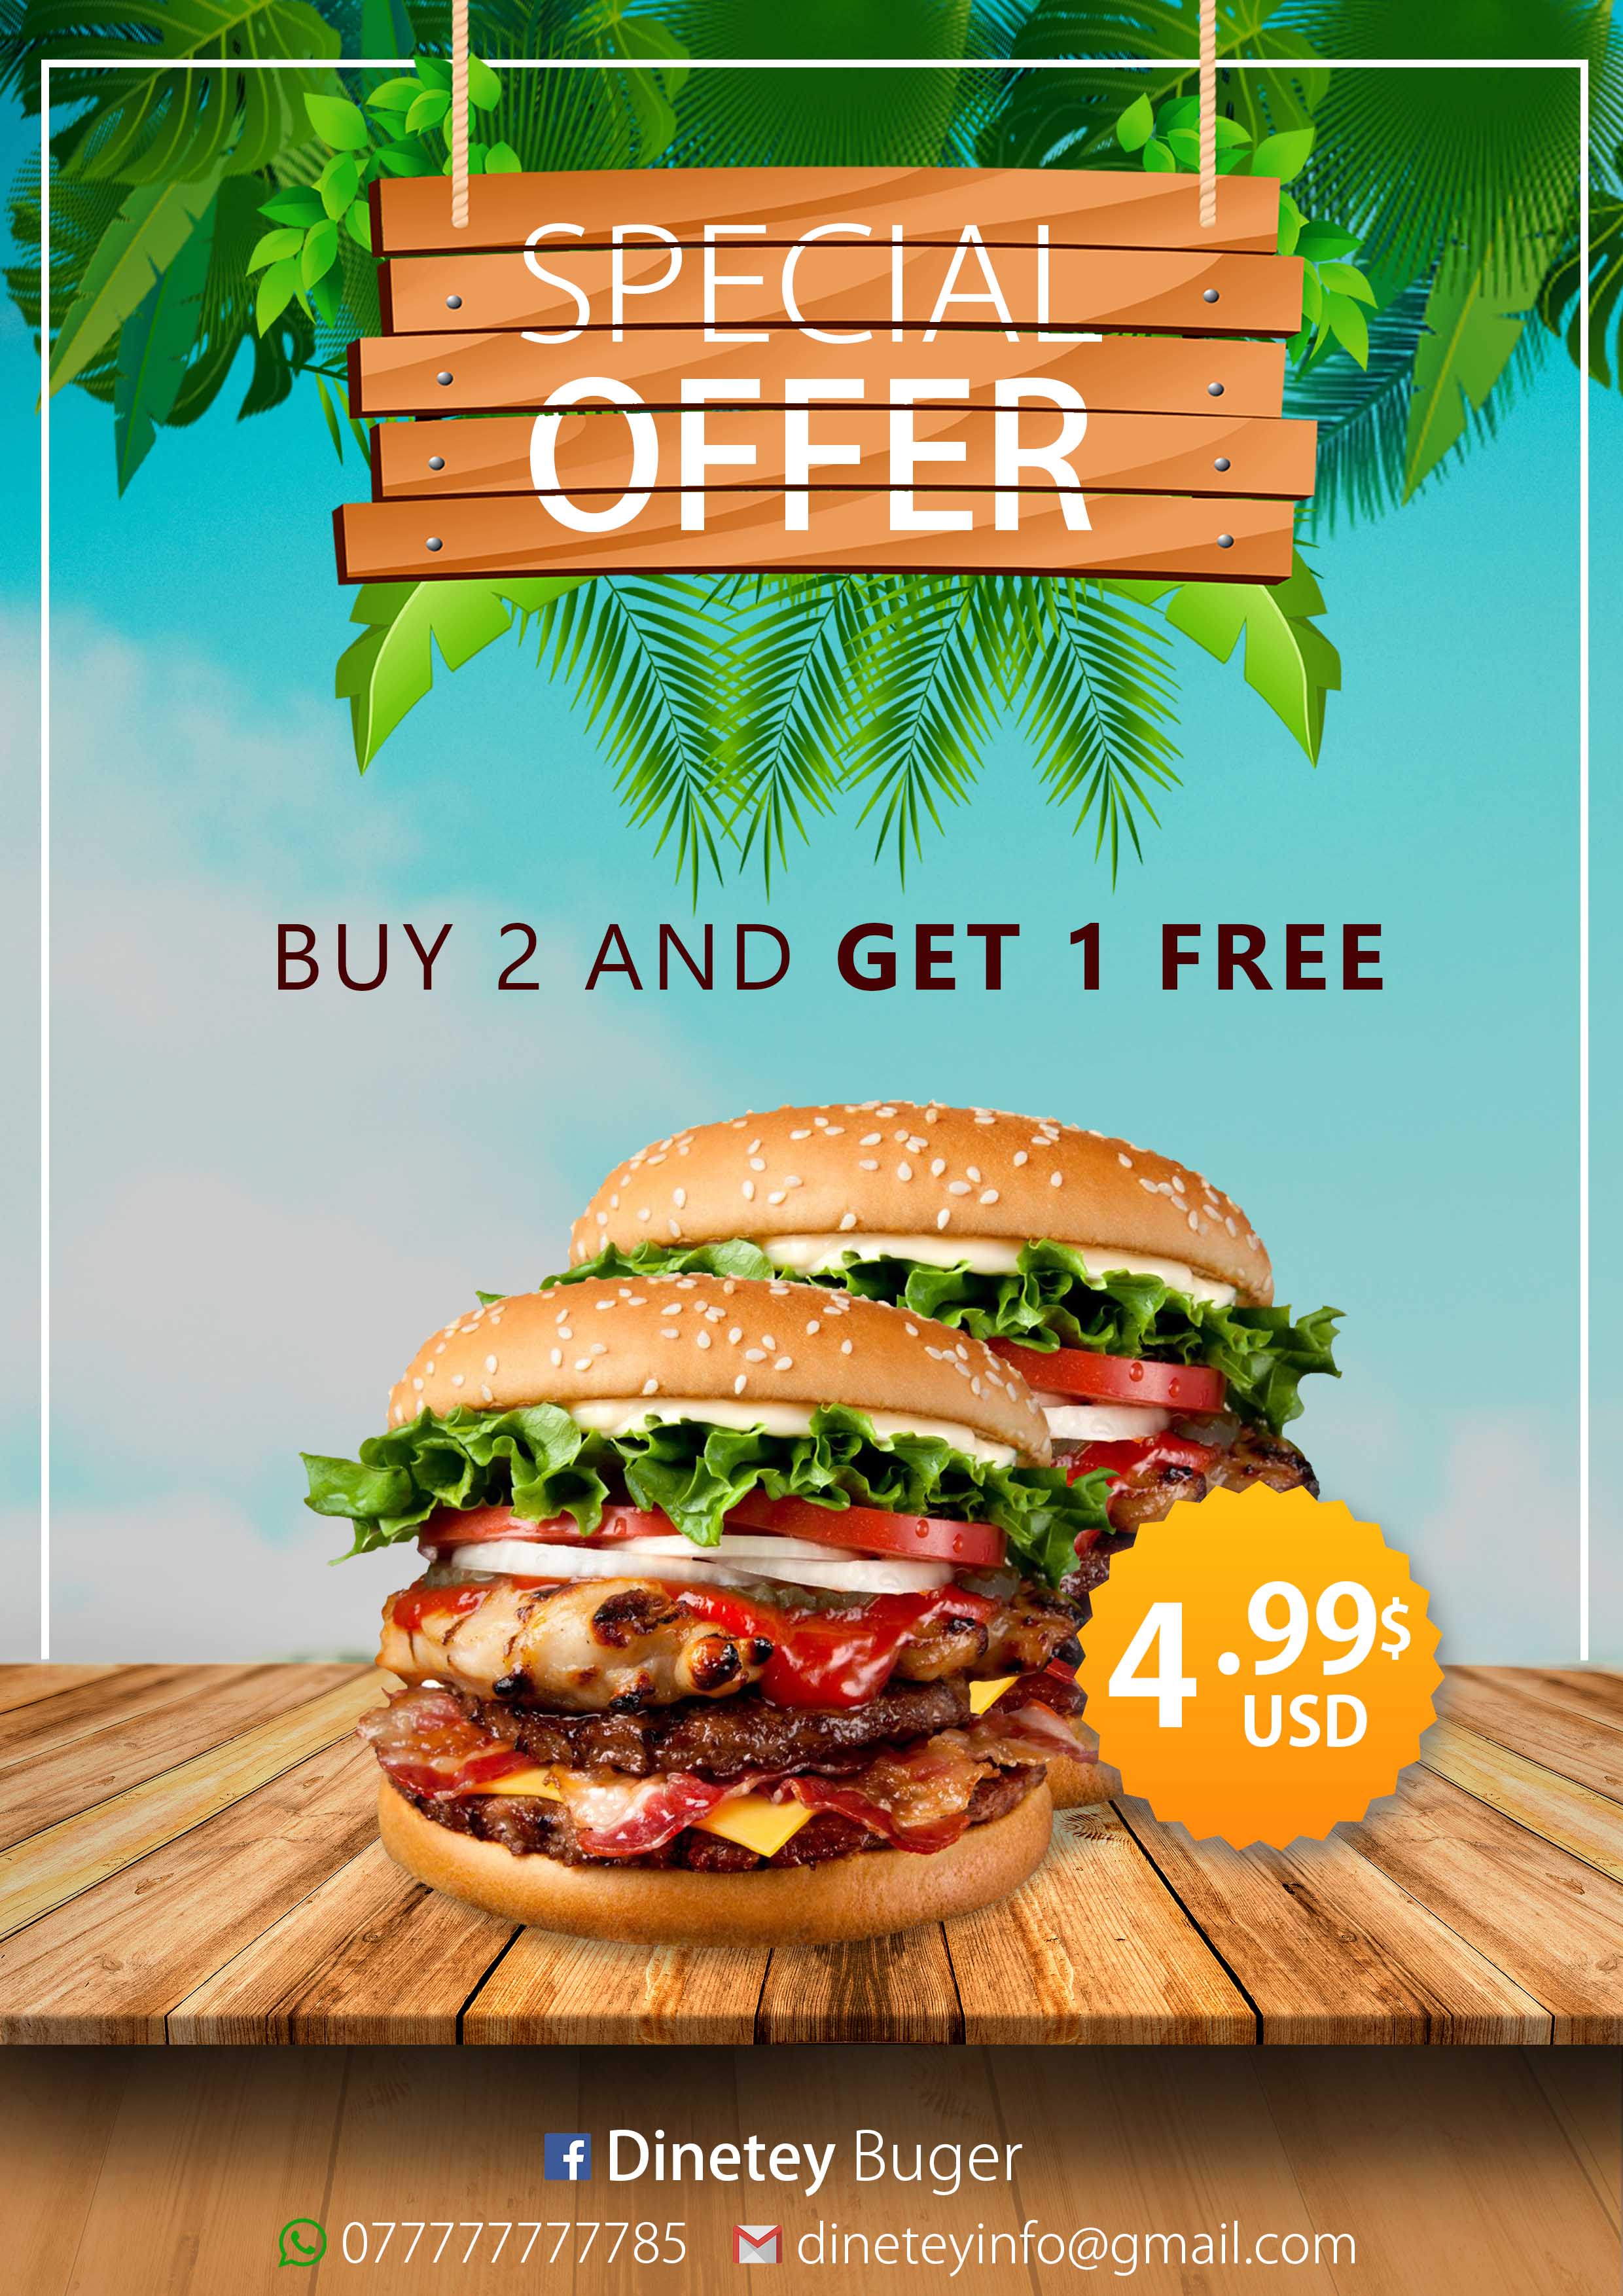 SPECIAL
OFFER
BUY 2 AND GET 1 FREE
4.99$
USD
Dinetey Buger
077777777785 dineteyinfo@gmail.com